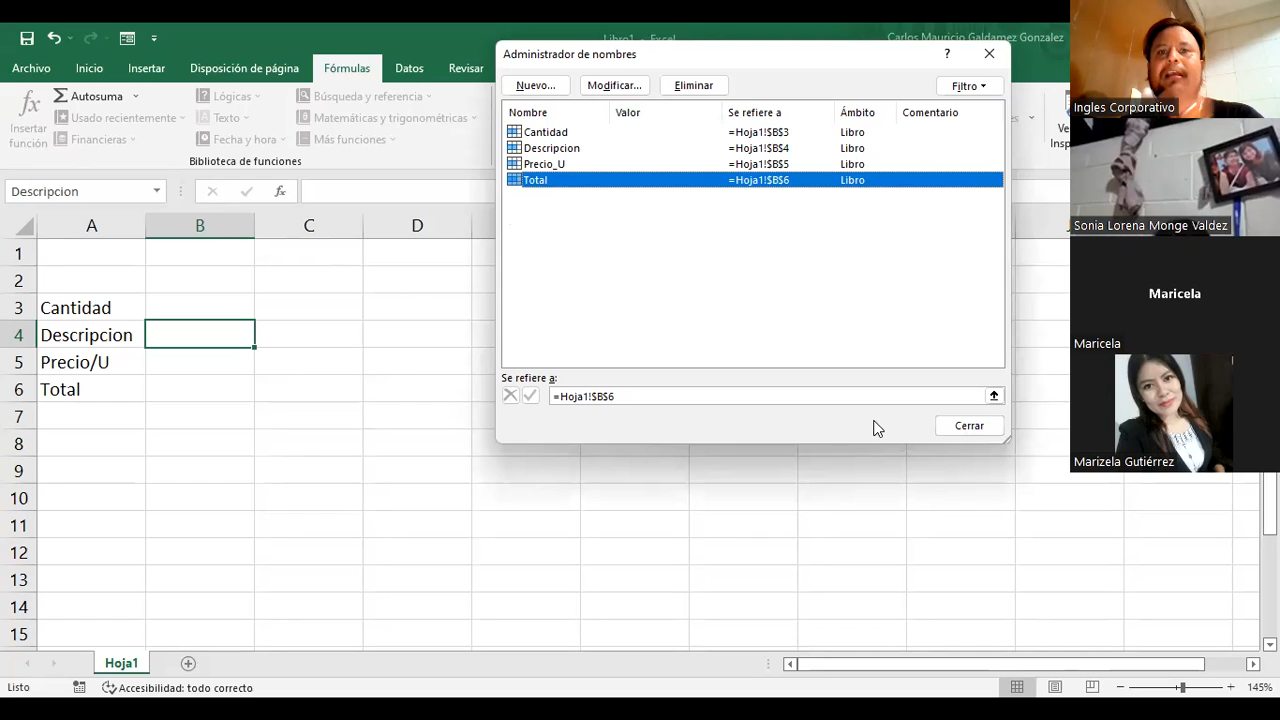 Libro1 - Excel
Carlos Mauricio Galdamez Gonzalez
Archivo
Inicio
Insertar
Disposición de página
Fórmulas
Datos
Revisar
Insertar
función
Autosuma
Usado recientemente
Financieras
Lógicas
Texto
Fecha y hora
Búsqueda y referencia
Matemáticas y trigonométricas
Más funciones
Biblioteca de funciones
Descripcion
fx
A
B
C
D
1
2
3 Cantidad
4 Descripcion
5 Precio/U
6 Total
7
8
9
10
11
12
13
14
15
Administrador de nombres
?
Nuevo...
Modificar...
Eliminar
Filtro
Nombre Valor Se refiere a Ámbito Comentario
Cantidad =Hoja1!$B$3 Libro
Descripcion =Hoja1!$B$4 Libro
Precio_U =Hoja1!$B$5 Libro
Total =Hoja1!$B$6 Libro
Se refiere a:
=Hoja1!$B$6
Cerrar
Ingles Corporativo
Sonia Lorena Monge Valdez
Maricela
Maricela
Marizela Gutiérrez
Hoja1
Listo
Accesibilidad: todo correcto
145%